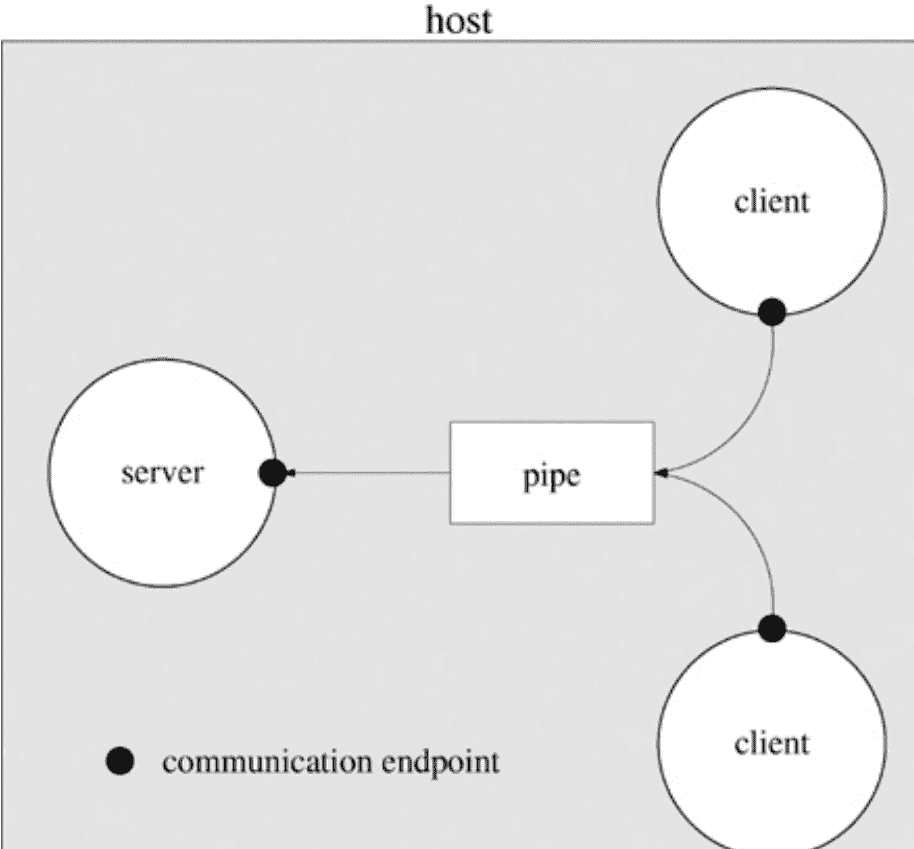 host
client
server
pipe
client
communication endpoint